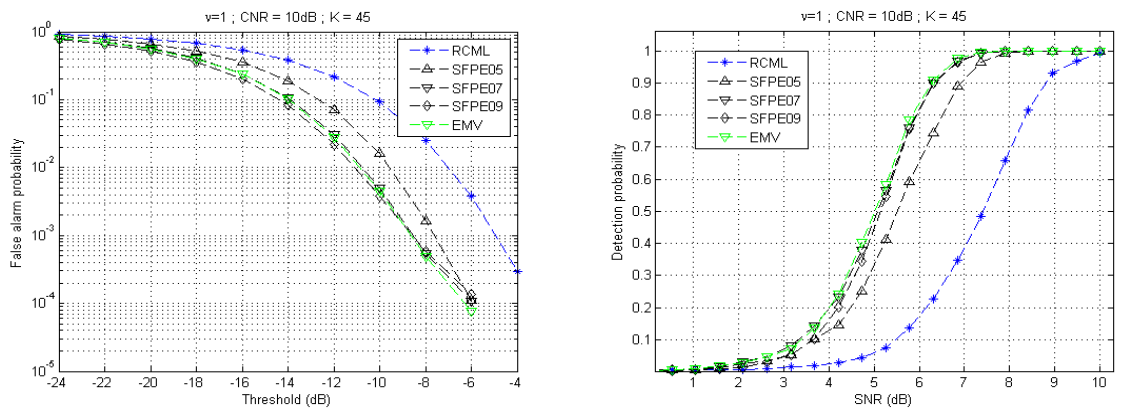 v=1 ; CNR = 10dB ; K = 45
10^0
10^-1
10^-2
10^-3
10^-4
10^-5
False alarm probability
RCML
SFPE05
SFPE07
SFPE09
EMV
-24 -22 -20 -18 -16 -14 -12 -10 -8 -6 -4
Threshold (dB)
v=1 ; CNR = 10dB ; K = 45
1
0.9
0.8
0.7
0.6
0.5
0.4
0.3
0.2
0.1
Detection probability
RCML
SFPE05
SFPE07
SFPE09
EMV
1 2 3 4 5 6 7 8 9 10
SNR (dB)